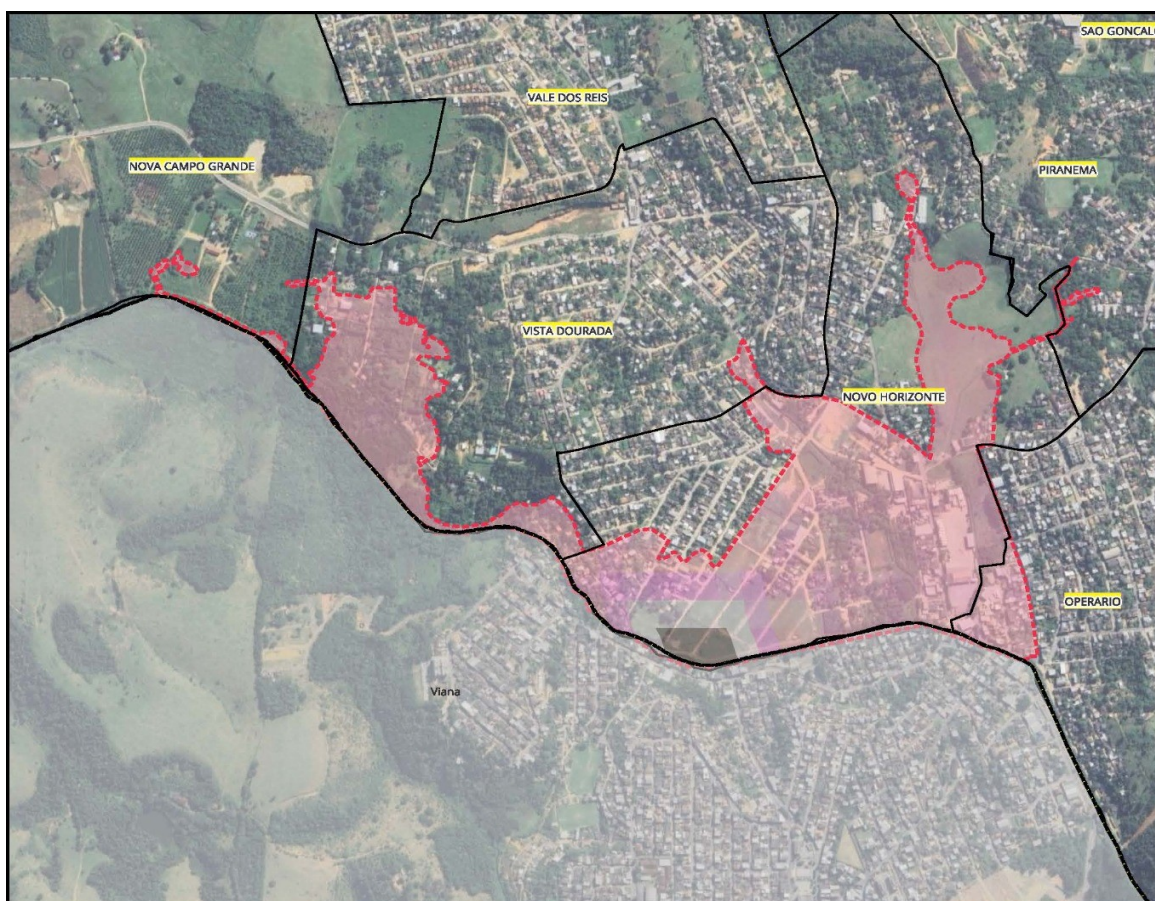 SAO GONCALO
VALE DOS REIS
NOVA CAMPO GRANDE
PIRANEMA
VISTA DOURADA
NOVO HORIZONTE
OPERARIO
Viana